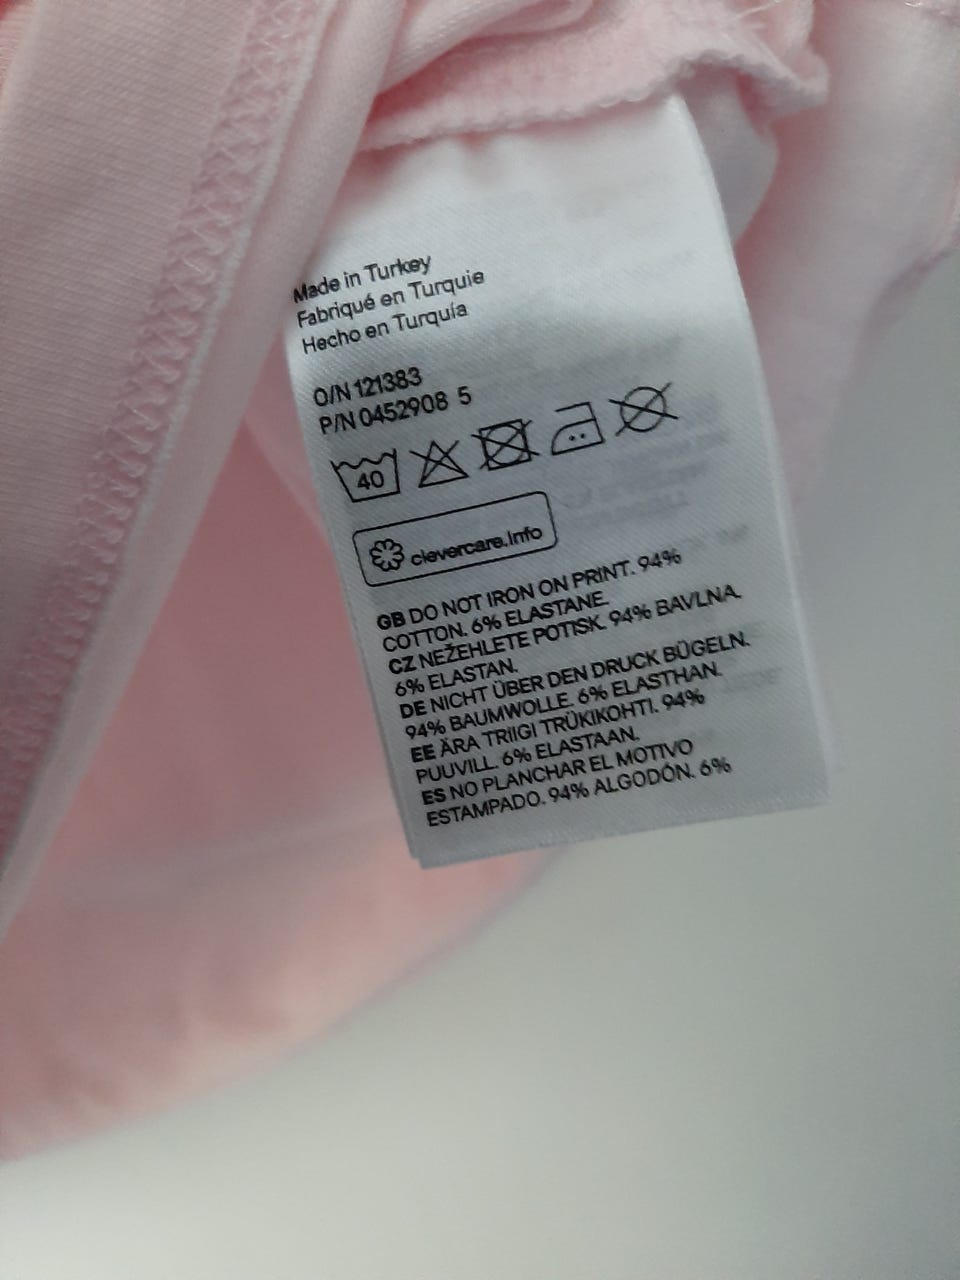 Made in Turkey
Fabriqué en Turquie
Hecho en Turquía
O/N 121383
P/N 0452908 5
40
clevercare.info
GB DO NOT IRON ON PRINT. 94%
COTTON. 6% ELASTANE.
CZ NEŽEHLETE POTISK. 94% BAVLNA.
6% ELASTAN.
DE NICHT ÜBER DEN DRUCK BÜGELN.
94% BAUMWOLLE. 6% ELASTHAN.
EE ÄRA TRIIGI TRÜKIKOHTI. 94%
PUUVILL. 6% ELASTAAN.
ES NO PLANCHAR EL MOTIVO
ESTAMPADO. 94% ALGODÓN. 6%